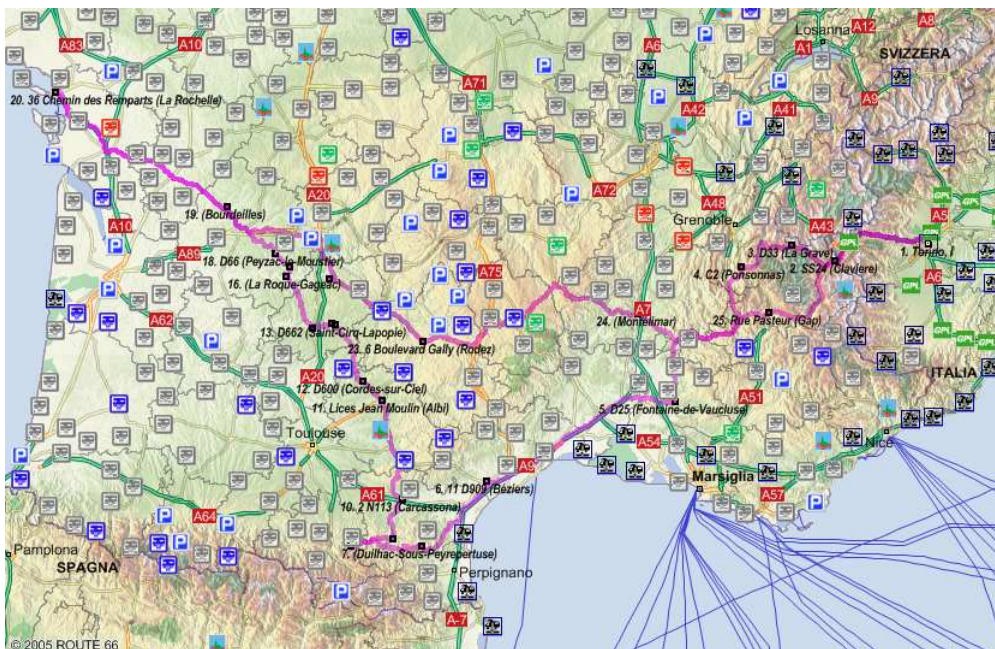 A83
A10
A6
A1
Losanna
A12
A8
SVIZZERA
P
A71
A42
A41
A9
20. 36 Chemin des Remparts (La Rochelle)
A72
A48
Grenoble
A43
A5
GPL
1. Torino, I
A20
19. (Bourdeilles)
A10
A89
18. D66 (Peyzac-le-Moustier)
16. (La Roque-Gageac)
A75
3. D33 (La Grave)
2. SS24 (Claviere)
4. C2 (Ponsonnas)
A6
A62
A7
24. (Montélimar)
25. Rue Pasteur (Gap)
13. D662 (Saint-Cirq-Lapopie)
23. 6 Boulevard Gally (Rodez)
ITALIA
A20
12. D600 (Cordes-sur-Ciel)
11. Lices Jean Moulin (Albi)
A51
5. D25 (Fontaine-de-Vaucluse)
Toulouse
A54
Nice
A9
Marsiglia
A57
6. 11 D909 (Béziers)
A61
10. 2 N113 (Carcassona)
A64
Pamplona
SPAGNA
7. (Duilhac-Sous-Peyrepertuse)
Perpignano
A-7
© 2005 ROUTE 66